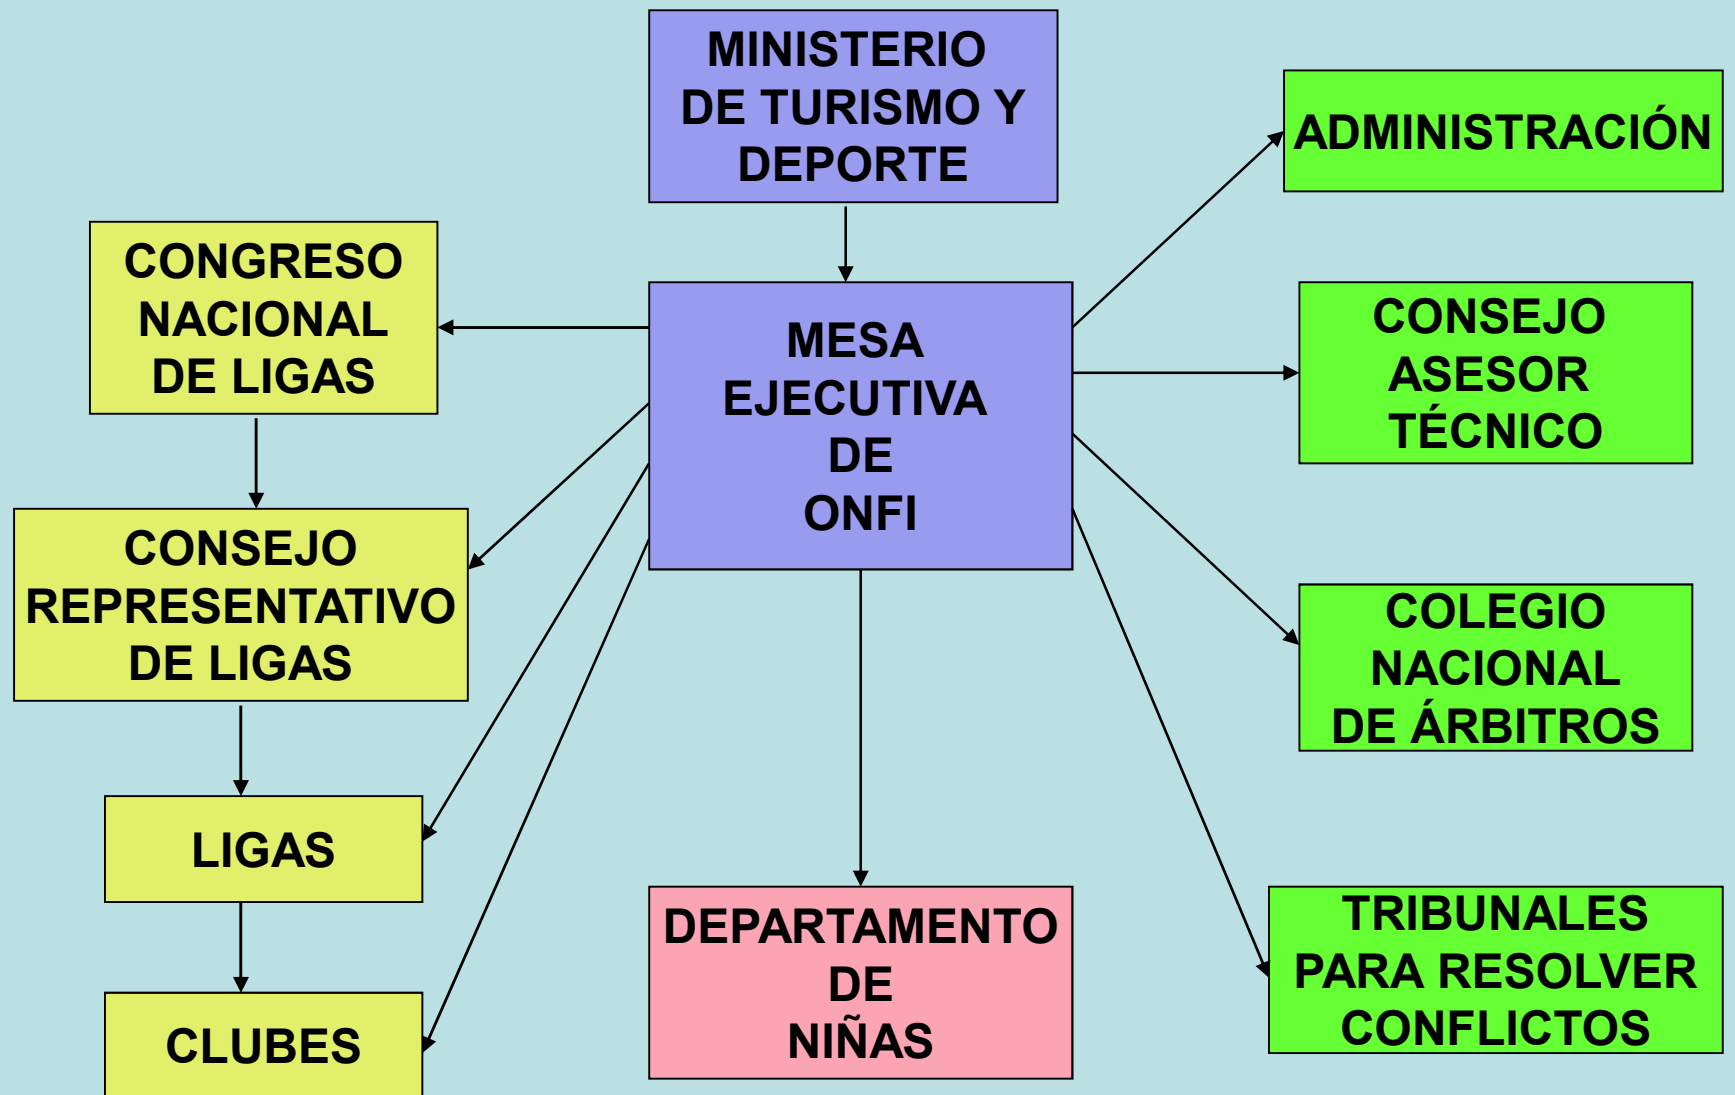 MINISTERIO
DE TURISMO Y
DEPORTE
ADMINISTRACIÓN
CONGRESO
NACIONAL
DE LIGAS
MESA
EJECUTIVA
DE
ONFI
CONSEJO
ASESOR
TÉCNICO
CONSEJO
REPRESENTATIVO
DE LIGAS
COLEGIO
NACIONAL
DE ÁRBITROS
LIGAS
DEPARTAMENTO
DE
NIÑAS
TRIBUNALES
PARA RESOLVER
CONFLICTOS
CLUBES